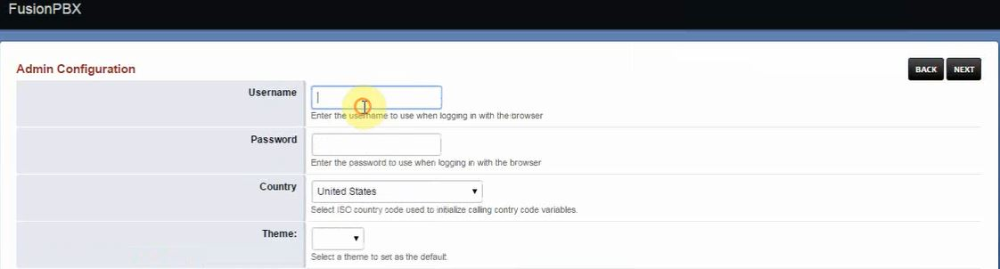 FusionPBX
Admin Configuration
BACK NEXT
Username
Enter the username to use when logging in with the browser
Password
Enter the password to use when logging in with the browser
Country United States
Select ISC country code used to initialize calling contry code variables.
Theme:
Select a theme to set as the default.